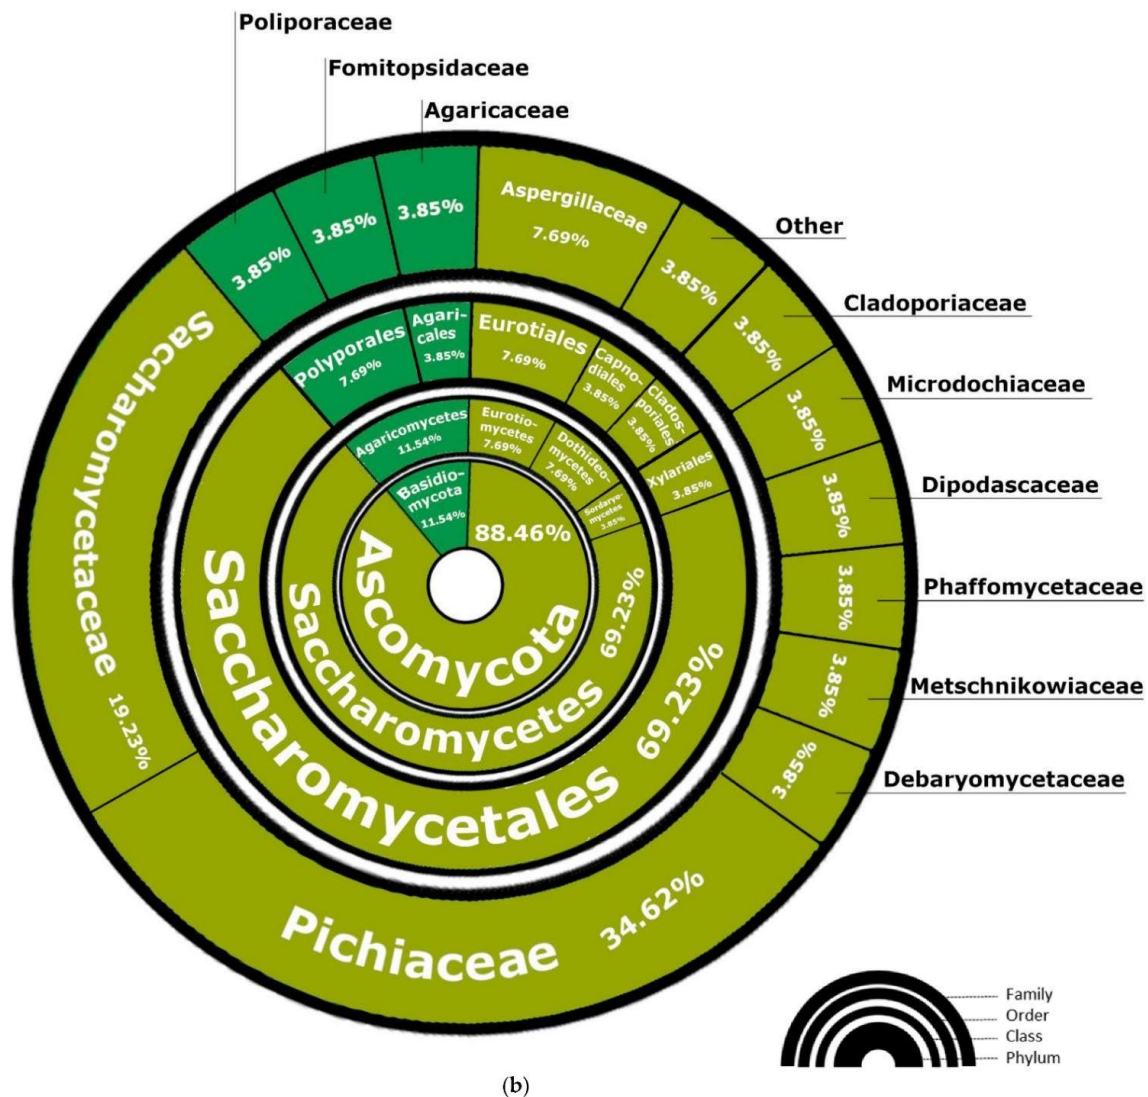 Poliporaceae
Fomitopsidaceae
Agaricaceae
3.85%
3.85%
3.85%
Aspergillaceae
7.69%
3.85%
Other
3.85%
Cladoporiaceae
3.85%
Microdochiaceae
3.85%
Dipodascaceae
3.85%
Phaffomycetaceae
3.85%
Metschnikowiaceae
3.85%
Debaryomycetaceae
Pichiaceae 34.62%
Saccharomycetaceae 19.23%
Polyporales
7.69%
Agari-
cales
3.85%
Eurotiales
7.69%
Capno-
diales
3.85%
Clados-
poriales
3.85%
Xylariales
3.85%
Saccharomycetales 69.23%
Agaricomycetes
11.54%
Eurotio-
mycetes
7.69%
Dothideo-
mycetes
7.69%
Sordaryo-
mycetes
3.85%
Saccharomycetes 69.23%
Basidio-
mycota
11.54%
88.46%
Ascomycota
Family
Order
Class
Phylum
(b)